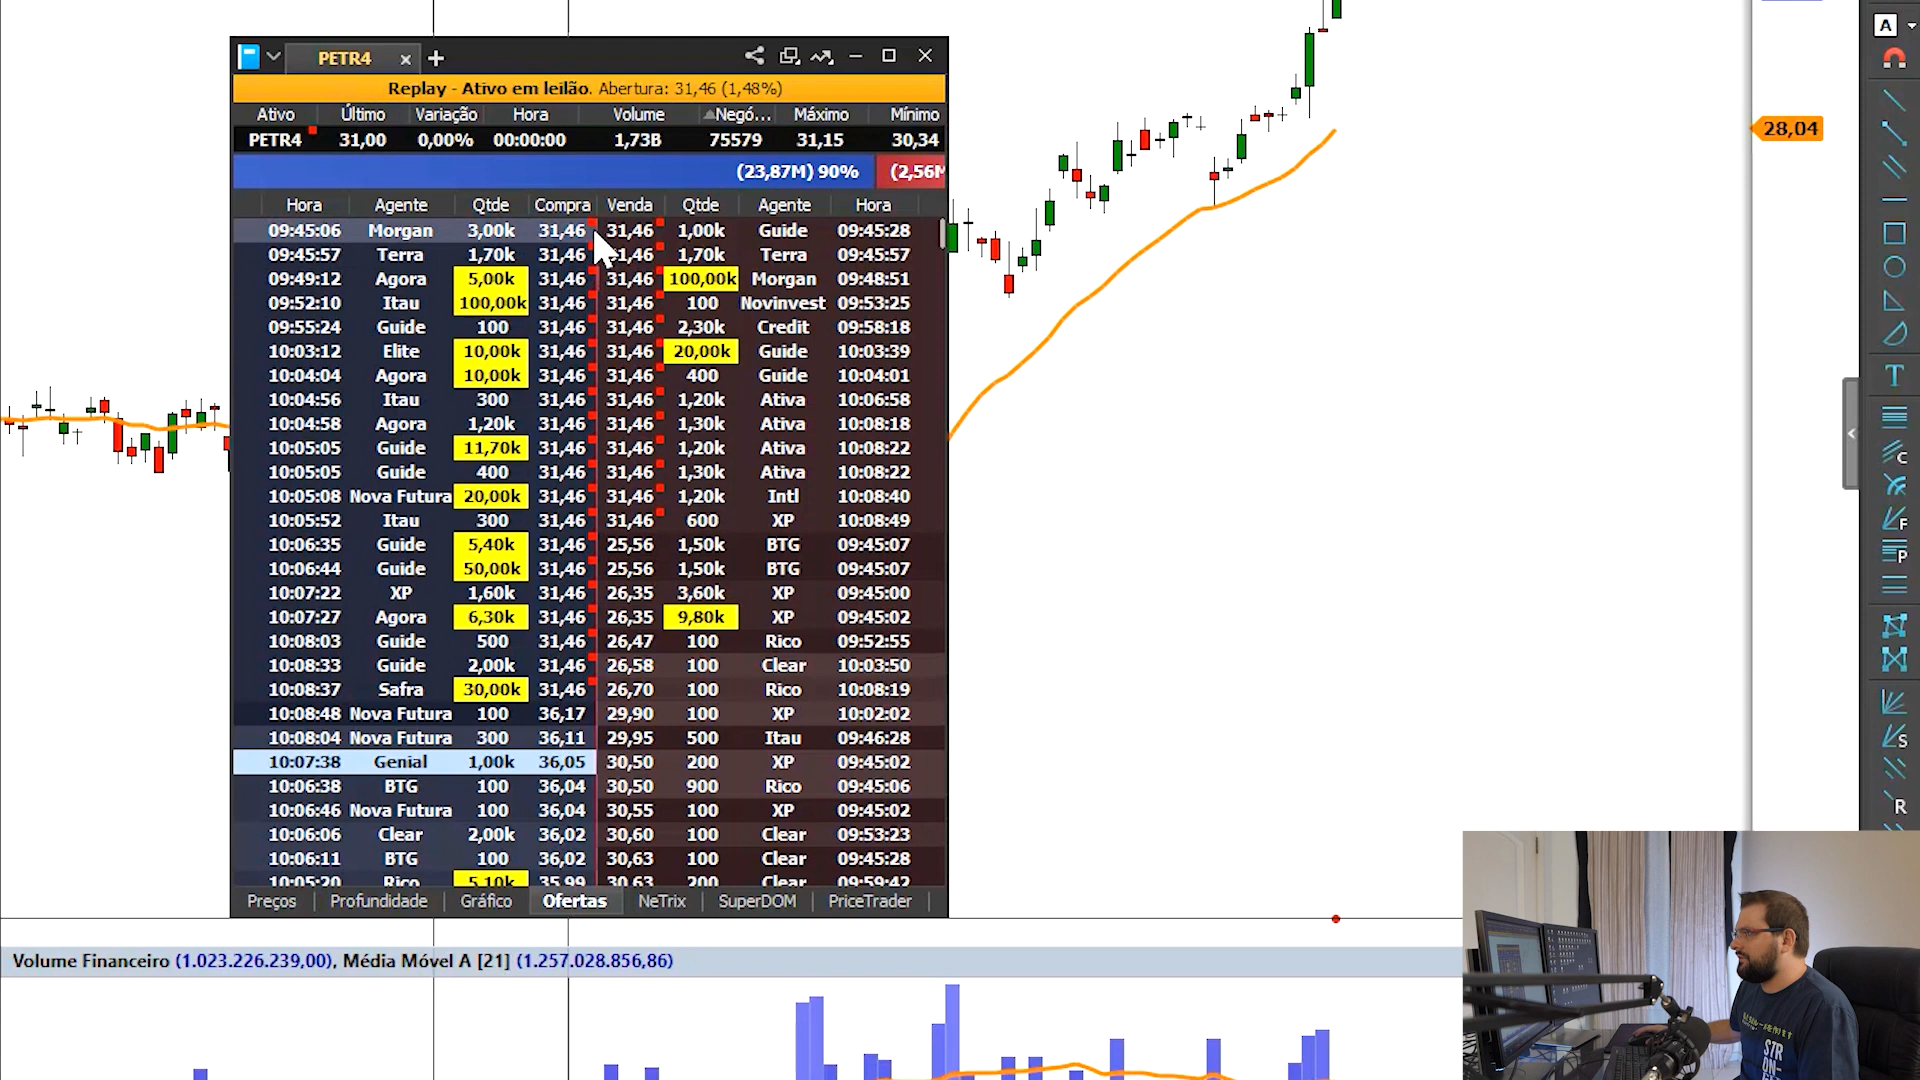 PETR4
Replay - Ativo em leilão. Abertura: 31,46 (1,48%)
Ativo Último Variação Hora Volume Negó... Máximo Mínimo
PETR4 31,00 0,00% 00:00:00 1,73B 75579 31,15 30,34
(23,87M) 90% (2,56M
Hora Agente Qtde Compra Venda Qtde Agente Hora
09:45:06 Morgan 3,00k 31,46 31,46 1,00k Guide 09:45:28
09:45:57 Terra 1,70k 31,46 1,46 1,70k Terra 09:45:57
09:49:12 Agora 5,00k 31,46 31,46 100,00k Morgan 09:48:51
09:52:10 Itau 100,00k 31,46 31,46 100 Novinvest 09:53:25
09:55:24 Guide 100 31,46 31,46 2,30k Credit 09:58:18
10:03:12 Elite 10,00k 31,46 31,46 20,00k Guide 10:03:39
10:04:04 Agora 10,00k 31,46 31,46 400 Guide 10:04:01
10:04:56 Itau 300 31,46 31,46 1,20k Ativa 10:06:58
10:04:58 Agora 1,20k 31,46 31,46 1,30k Ativa 10:08:18
10:05:05 Guide 11,70k 31,46 31,46 1,20k Ativa 10:08:22
10:05:05 Guide 400 31,46 31,46 1,30k Ativa 10:08:22
10:05:08 Nova Futura 20,00k 31,46 31,46 1,20k Intl 10:08:40
10:05:52 Itau 300 31,46 31,46 600 XP 10:08:49
10:06:35 Guide 5,40k 31,46 25,56 1,50k BTG 09:45:07
10:06:44 Guide 50,00k 31,46 25,56 1,50k BTG 09:45:07
10:07:22 XP 1,60k 31,46 26,35 3,60k XP 09:45:00
10:07:27 Agora 6,30k 31,46 26,35 9,80k XP 09:45:02
10:08:03 Guide 500 31,46 26,47 100 Rico 09:52:55
10:08:33 Guide 2,00k 31,46 26,58 100 Clear 10:03:50
10:08:37 Safra 30,00k 31,46 26,70 100 Rico 10:08:19
10:08:48 Nova Futura 100 36,17 29,90 100 XP 10:02:02
10:08:04 Nova Futura 300 36,11 29,95 500 Itau 09:46:28
10:07:38 Genial 1,00k 36,05 30,50 200 XP 09:45:02
10:06:38 BTG 100 36,04 30,50 900 Rico 09:45:06
10:06:46 Nova Futura 100 36,04 30,55 100 XP 09:45:02
10:06:06 Clear 2,00k 36,02 30,60 100 Clear 09:53:23
10:06:11 BTG 100 36,02 30,63 100 Clear 09:45:28
10:05:20 Rico 5,10k 35,99 30,63 200 Clear 09:59:42
Preços Profundidade Gráfico Ofertas NeTrix SuperDOM PriceTrader
28,04
A
T
C
F
P
S
R
Volume Financeiro (1.023.226.239,00), Média Móvel A [21] (1.257.028.856,86)
STR
ON-